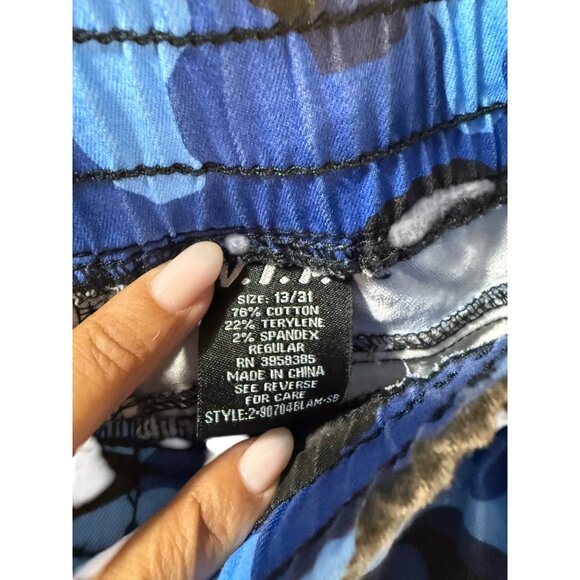 V.I.P.
SIZE: 13/31
76% COTTON
22% TERYLENE
2% SPANDEX
REGULAR
RN 3958385
MADE IN CHINA
SEE REVERSE
FOR CARE
STYLE:2*90704BLAM-SB